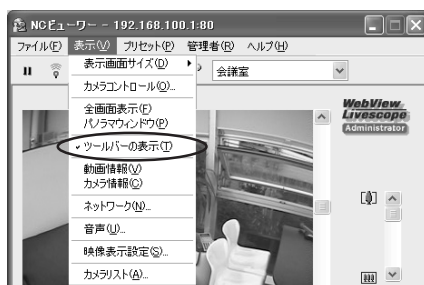 NCビューワー - 192.168.100.1:80
ファイル(F) 表示(V) プリセット(P) 管理者(R) ヘルプ(H)
表示画面サイズ(D)
会議室
カメラコントロール(O)...
全画面表示(F)
パノラマウィンドウ(P)
WebView
Livescope
Administrator
✓ツールバーの表示(T)
動画情報(V)
カメラ情報(C)
ネットワーク(N)...
音声(U)...
映像表示設定(S)...
カメラリスト(A)...